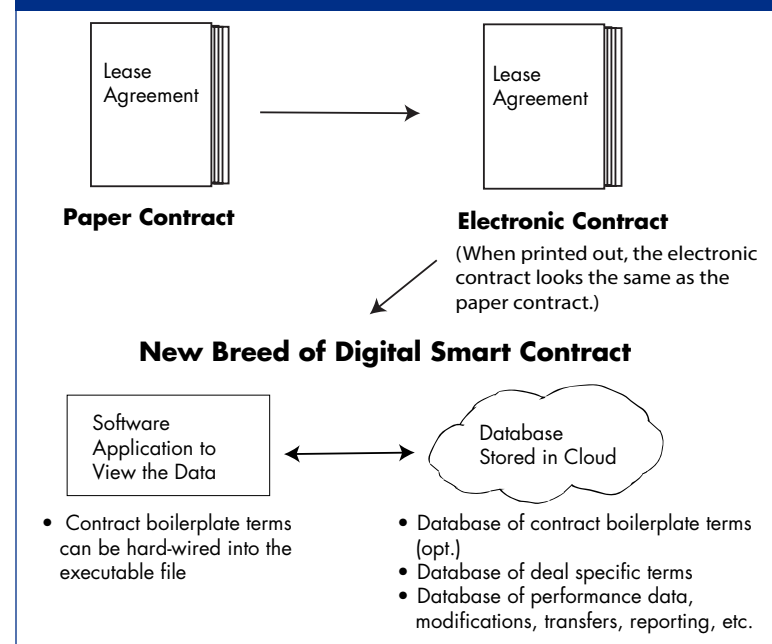 Lease
Agreement
Lease
Agreement
Paper Contract
Electronic Contract
(When printed out, the electronic
contract looks the same as the
paper contract.)
New Breed of Digital Smart Contract
Software
Application to
View the Data
Database
Stored in Cloud
• Contract boilerplate terms
can be hard-wired into the
executable file
• Database of contract boilerplate terms
(opt.)
• Database of deal specific terms
• Database of performance data,
modifications, transfers, reporting, etc.